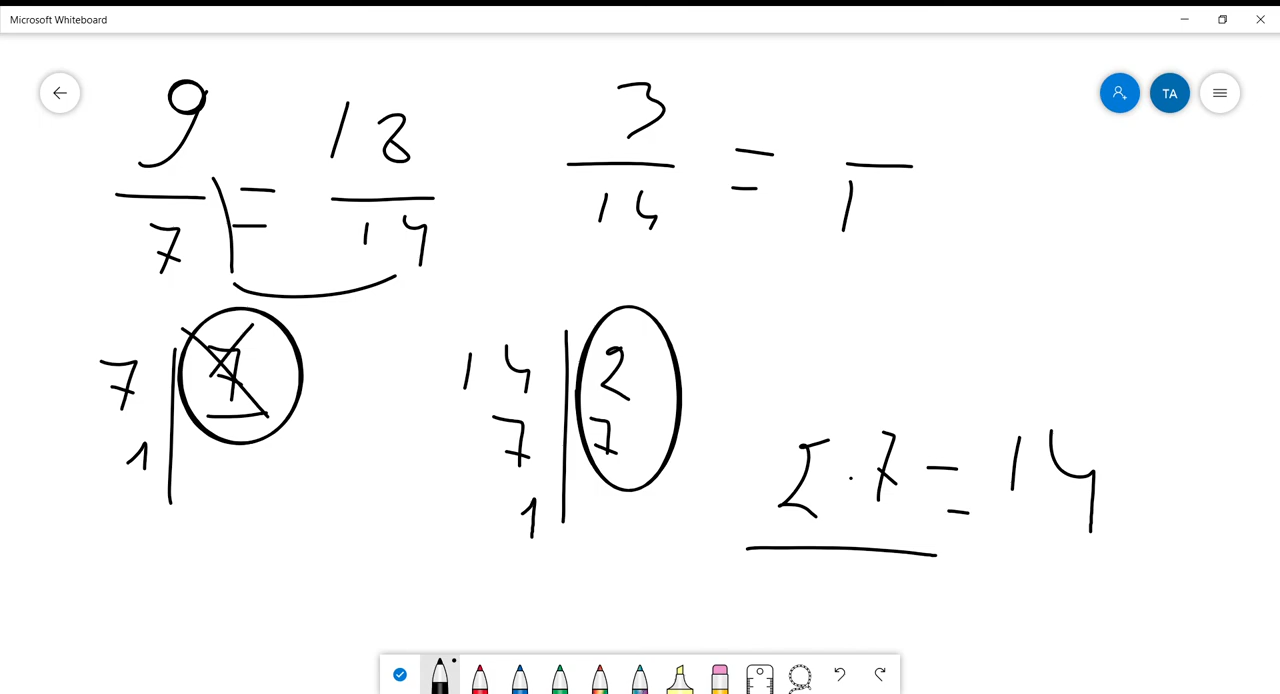 Microsoft Whiteboard
TA
9/7 = 18/14
3/14 = /1
7 | 7
1 |
14 | 2
7 | 7
1 |
2 · 7 = 14